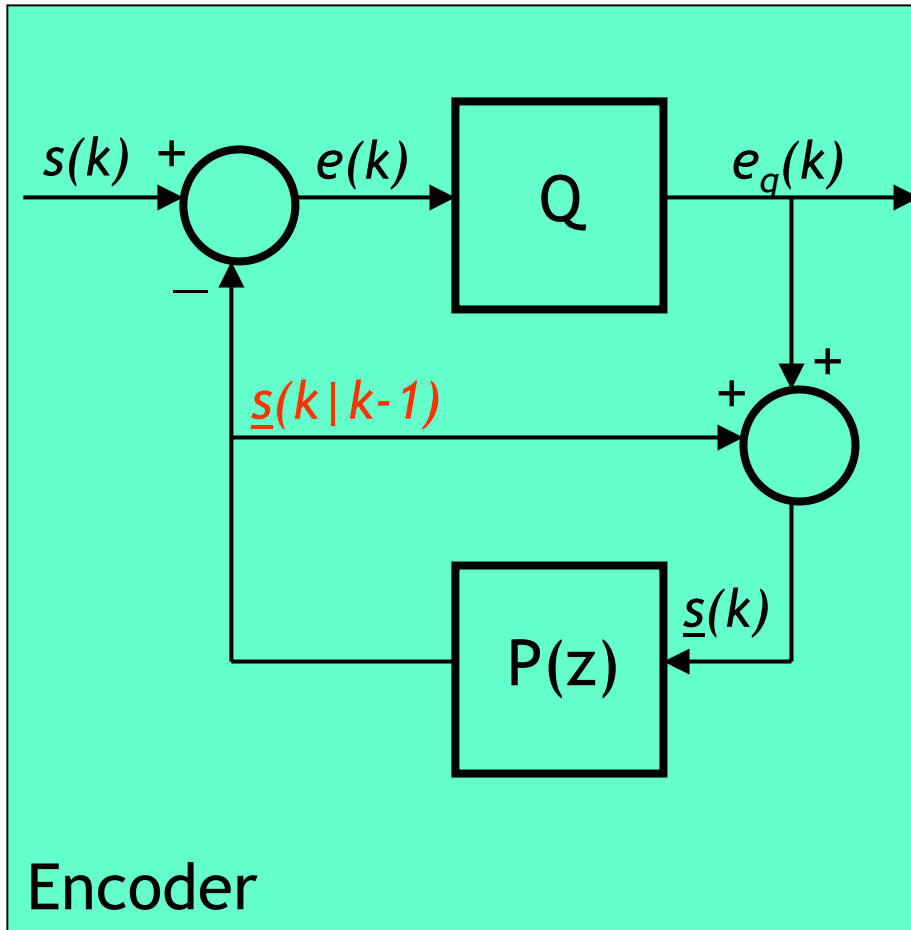 s(k) + e(k) Q e_q(k)
−
+
s(k|k-1) +
s(k)
P(z)
Encoder